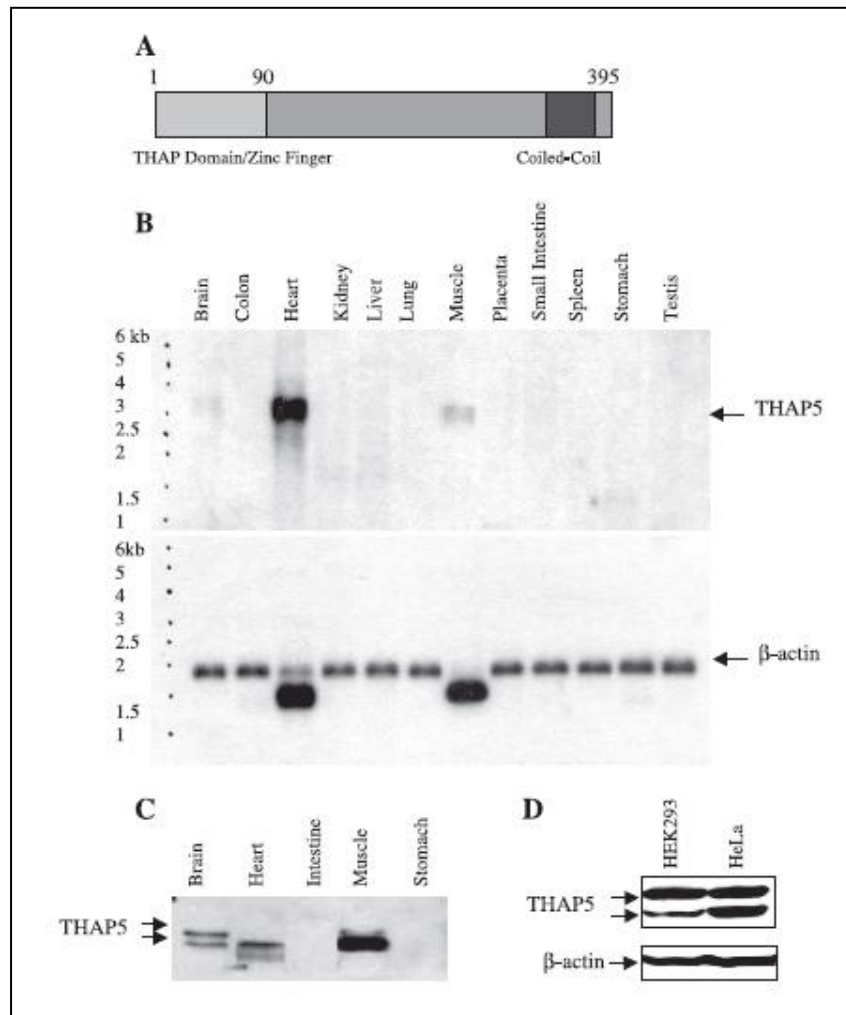 A
1 90 395
THAP Domain/Zinc Finger Coiled-Coil
B
Brain Colon Heart Kidney Liver Lung Muscle Placenta Small Intestine Spleen Stomach Testis
6 kb
5
4
3
2.5
2
1.5
1
THAP5
6kb
5
4
3
2.5
2
1.5
1
β-actin
C
Brain Heart Intestine Muscle Stomach
THAP5
D
HEK293 HeLa
THAP5
β-actin